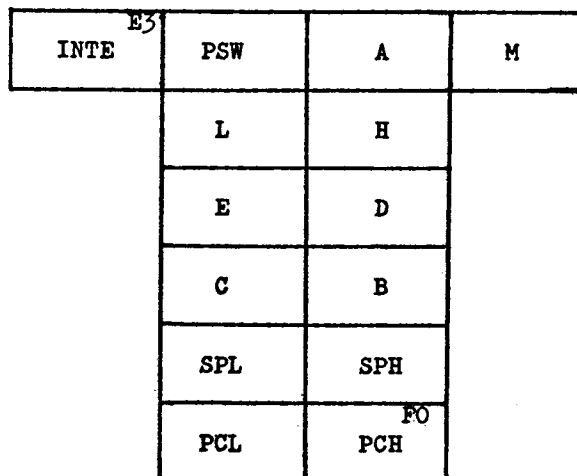 E3
INTE PSW A M
L H
E D
C B
SPL SPH
F0
PCL PCH